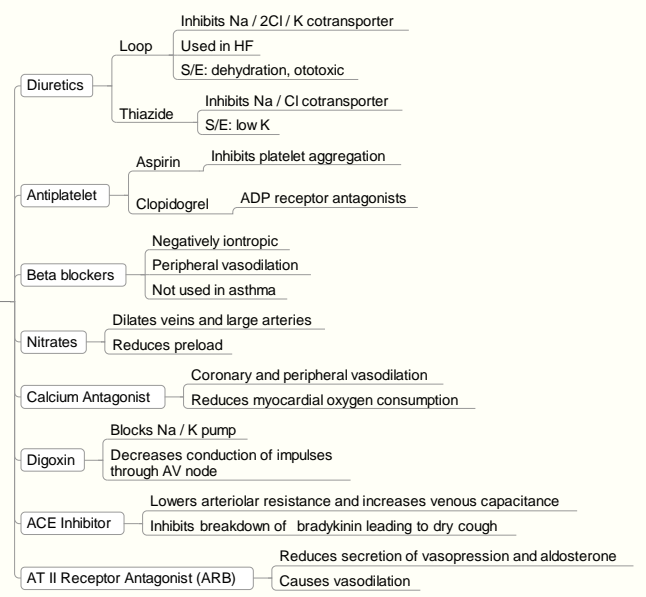 Diuretics
Loop
Inhibits Na / 2Cl / K cotransporter
Used in HF
S/E: dehydration, ototoxic
Thiazide
Inhibits Na / Cl cotransporter
S/E: low K
Antiplatelet
Aspirin
Inhibits platelet aggregation
Clopidogrel
ADP receptor antagonists
Beta blockers
Negatively iontropic
Peripheral vasodilation
Not used in asthma
Nitrates
Dilates veins and large arteries
Reduces preload
Calcium Antagonist
Coronary and peripheral vasodilation
Reduces myocardial oxygen consumption
Digoxin
Blocks Na / K pump
Decreases conduction of impulses
through AV node
ACE Inhibitor
Lowers arteriolar resistance and increases venous capacitance
Inhibits breakdown of bradykinin leading to dry cough
AT II Receptor Antagonist (ARB)
Reduces secretion of vasopression and aldosterone
Causes vasodilation